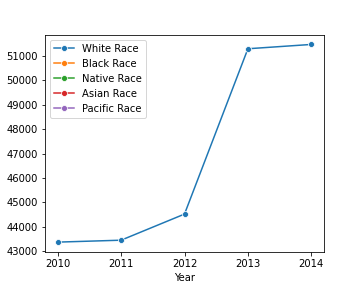 White Race
Black Race
Native Race
Asian Race
Pacific Race
51000
50000
49000
48000
47000
46000
45000
44000
43000
2010 2011 2012 2013 2014
Year